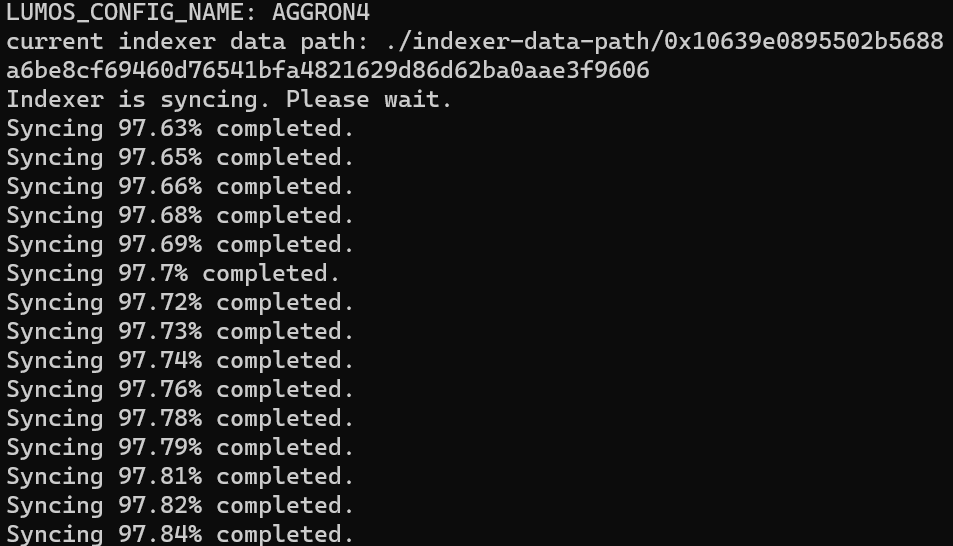 LUMOS_CONFIG_NAME: AGGRON4
current indexer data path: ./indexer-data-path/0x10639e0895502b5688
a6be8cf69460d76541bfa4821629d86d62ba0aae3f9606
Indexer is syncing. Please wait.
Syncing 97.63% completed.
Syncing 97.65% completed.
Syncing 97.66% completed.
Syncing 97.68% completed.
Syncing 97.69% completed.
Syncing 97.7% completed.
Syncing 97.72% completed.
Syncing 97.73% completed.
Syncing 97.74% completed.
Syncing 97.76% completed.
Syncing 97.78% completed.
Syncing 97.79% completed.
Syncing 97.81% completed.
Syncing 97.82% completed.
Syncing 97.84% completed.